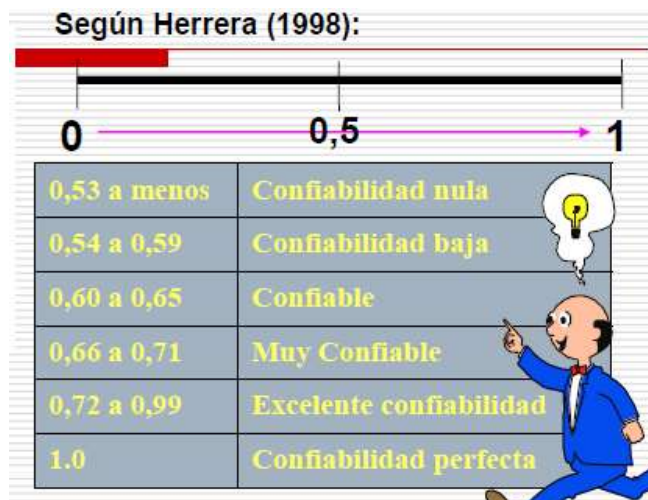 Según Herrera (1998):
0 0,5 1
0,53 a menos Confiabilidad nula
0,54 a 0,59 Confiabilidad baja
0,60 a 0,65 Confiable
0,66 a 0,71 Muy Confiable
0,72 a 0,99 Excelente confiabilidad
1.0 Confiabilidad perfecta